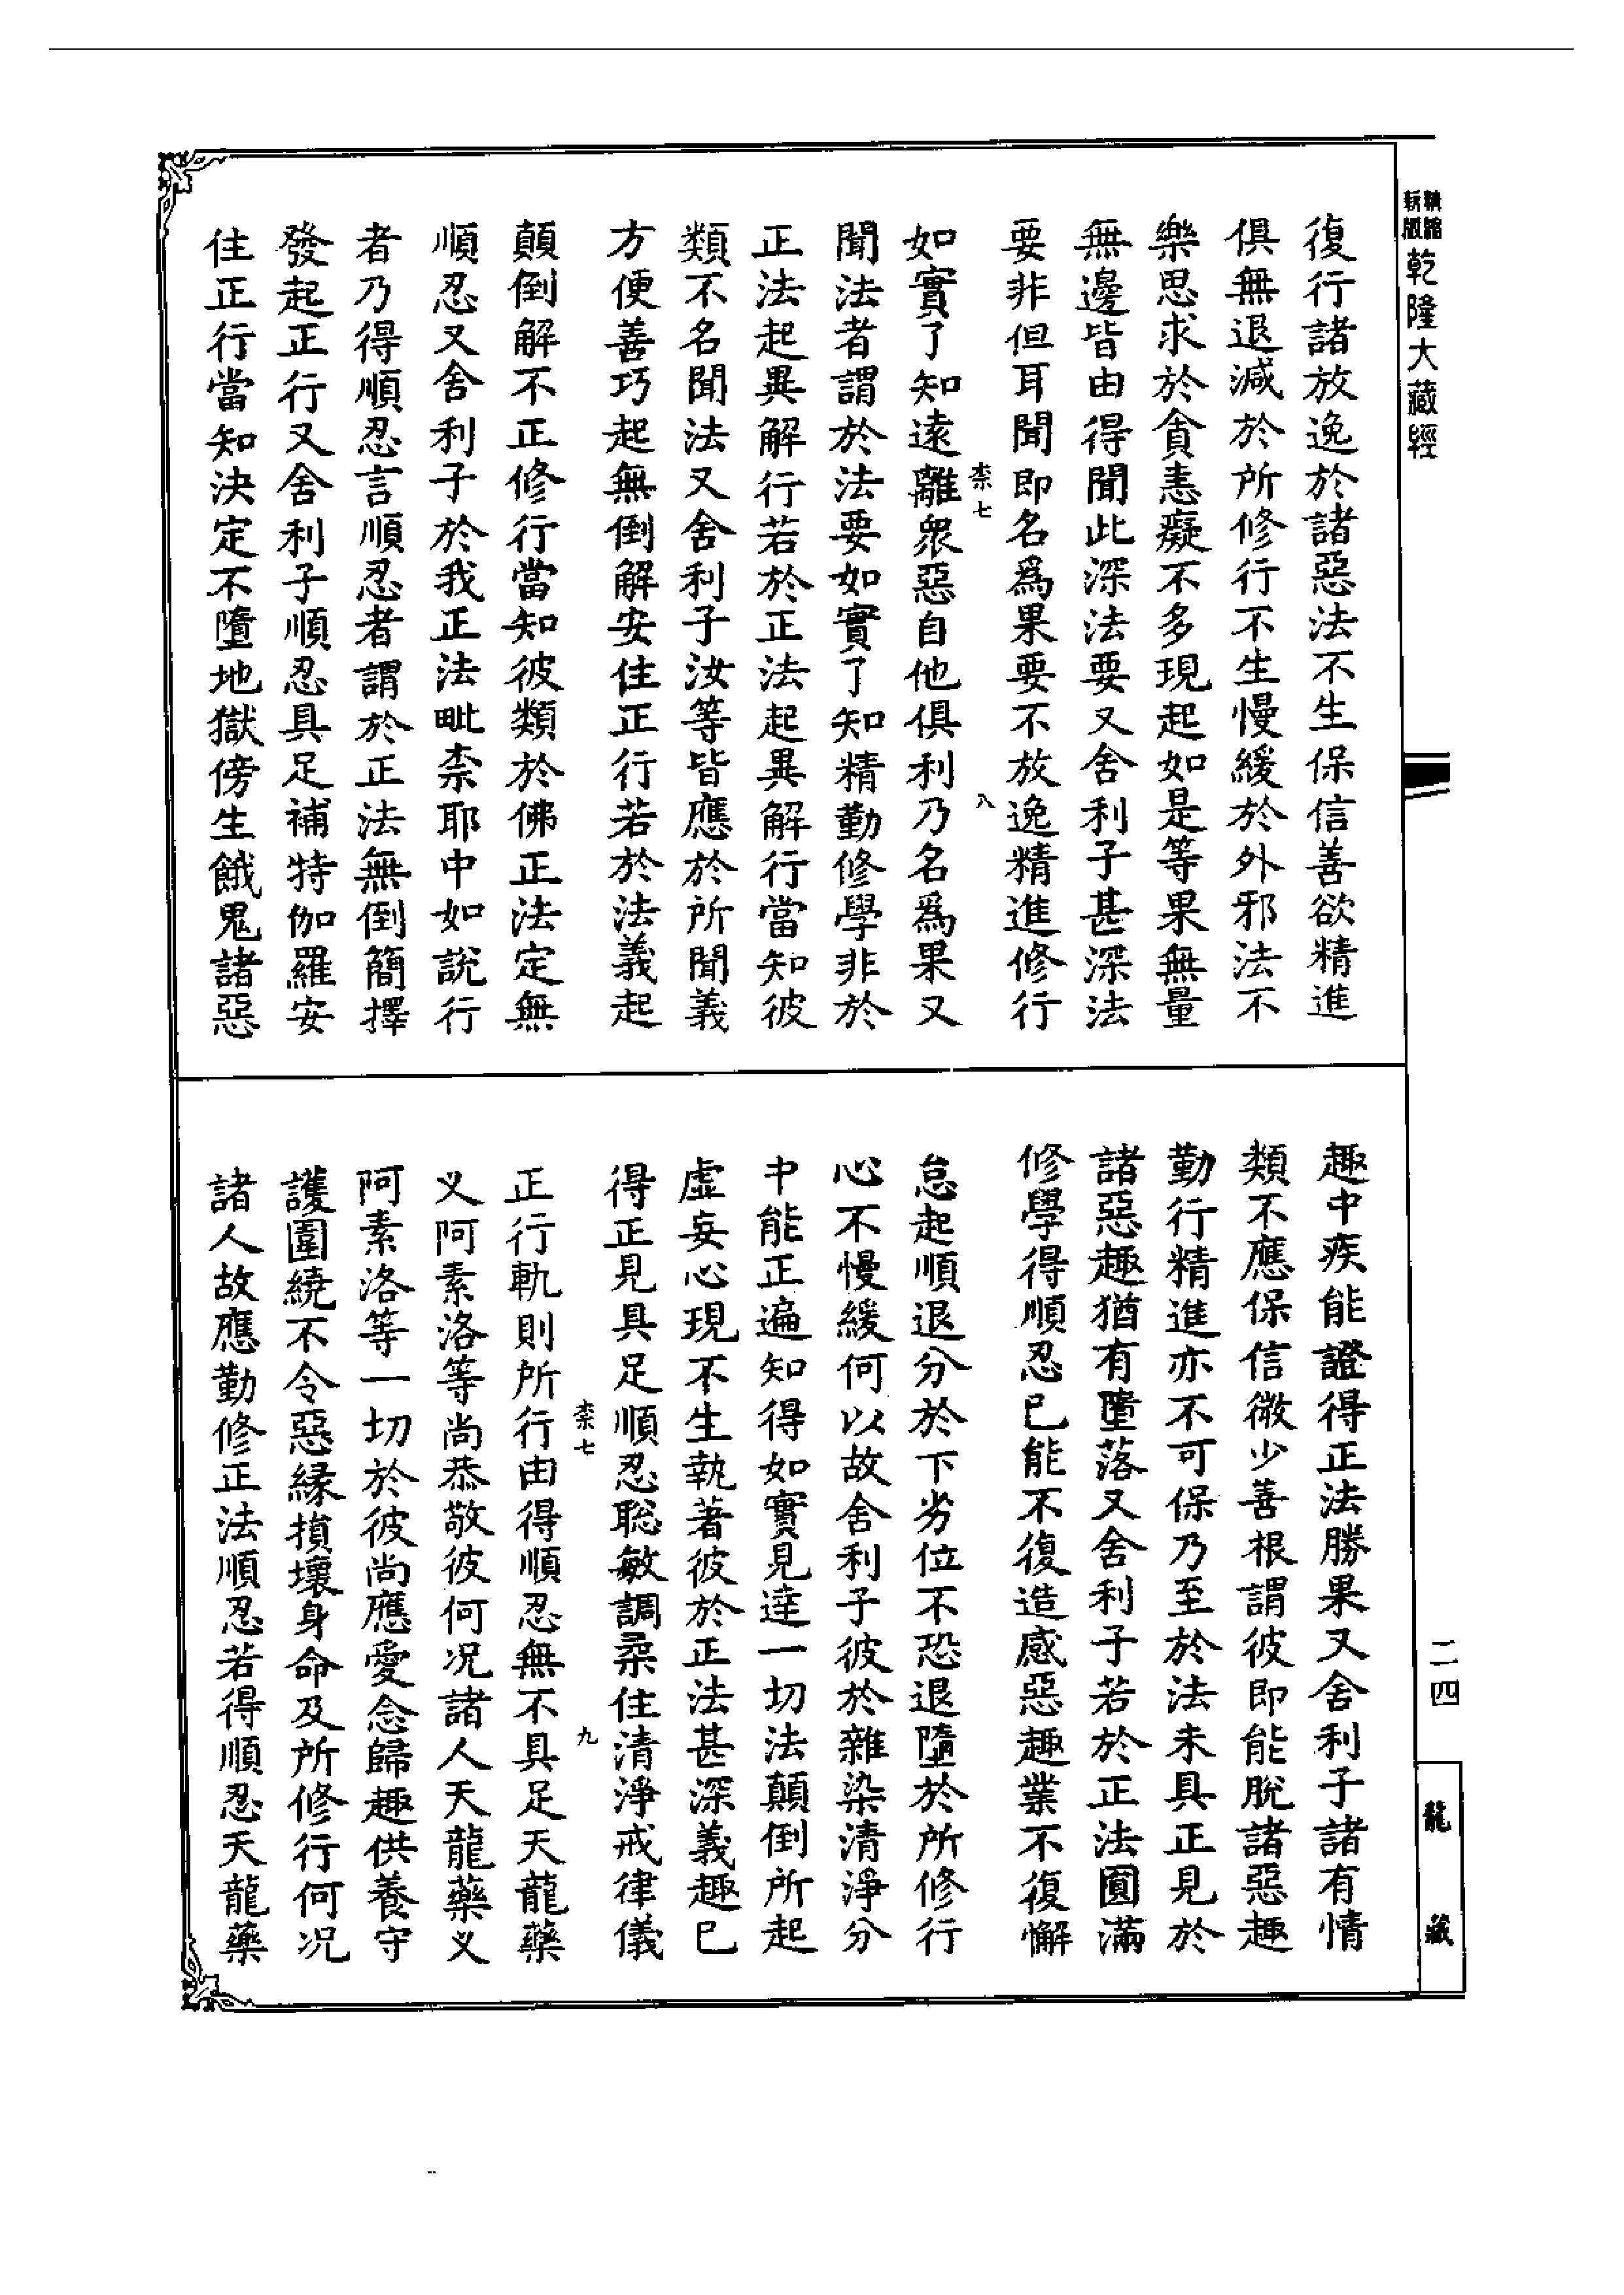 精縮新版乾隆大藏經
復行諸放逸於諸惡法不生保信善欲精進
俱無退減於所修行不生慢緩於外邪法不
樂思求於貪恚癡不多現起如是等果無量
無邊皆由得聞此深法要又舍利子甚深法
要非但耳聞即名爲果要不放逸精進修行
柰七
八
如實了知遠離衆惡自他俱利乃名爲果又
聞法者謂於法要如實了知精勤修學非於
正法起異解行若於正法起異解行當知彼
類不名聞法又舍利子汝等皆應於所聞義
方便善巧起無倒解安住正行若於法義起
顛倒解不正修行當知彼類於佛正法定無
順忍又舍利子於我正法毗柰耶中如說行
者乃得順忍言順忍者謂於正法無倒簡擇
發起正行又舍利子順忍具足補特伽羅安
住正行當知決定不墮地獄傍生餓鬼諸惡
趣中疾能證得正法勝果又舍利子諸有情
類不應保信微少善根謂彼即能脫諸惡趣
勤行精進亦不可保乃至於法未具正見於
諸惡趣猶有墮落又舍利子若於正法圓滿
修學得順忍已能不復造感惡趣業不復懈
怠起順退分於下劣位不恐退墮於所修行
心不慢緩何以故舍利子彼於雜染清淨分
中能正遍知得如實見達一切法顛倒所起
虛妄心現不生執著彼於正法甚深義趣已
得正見具足順忍聡敏調柔住清淨戒律儀
柰七
九
正行軌則所行由得順忍無不具足天龍藥
叉阿素洛等尚恭敬彼何况諸人天龍藥叉
阿素洛等一切於彼尚應愛念歸趣供養守
護圍繞不令惡緣損壞身命及所修行何况
諸人故應勤修正法順忍若得順忍天龍藥
二四
龍藏